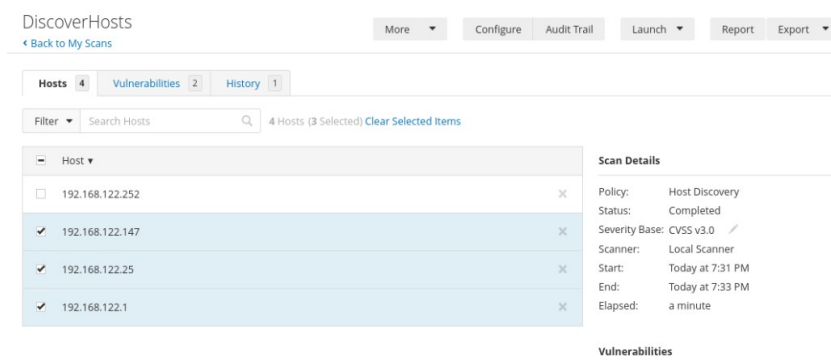 DiscoverHosts
Back to My Scans
More Configure Audit Trail Launch Report Export
Hosts 4 Vulnerabilities 2 History 1
Filter Search Hosts 4 Hosts (3 Selected) Clear Selected Items
Host
192.168.122.252
192.168.122.147
192.168.122.25
192.168.122.1
Scan Details
Policy: Host Discovery
Status: Completed
Severity Base: CVSS v3.0
Scanner: Local Scanner
Start: Today at 7:31 PM
End: Today at 7:33 PM
Elapsed: a minute
Vulnerabilities